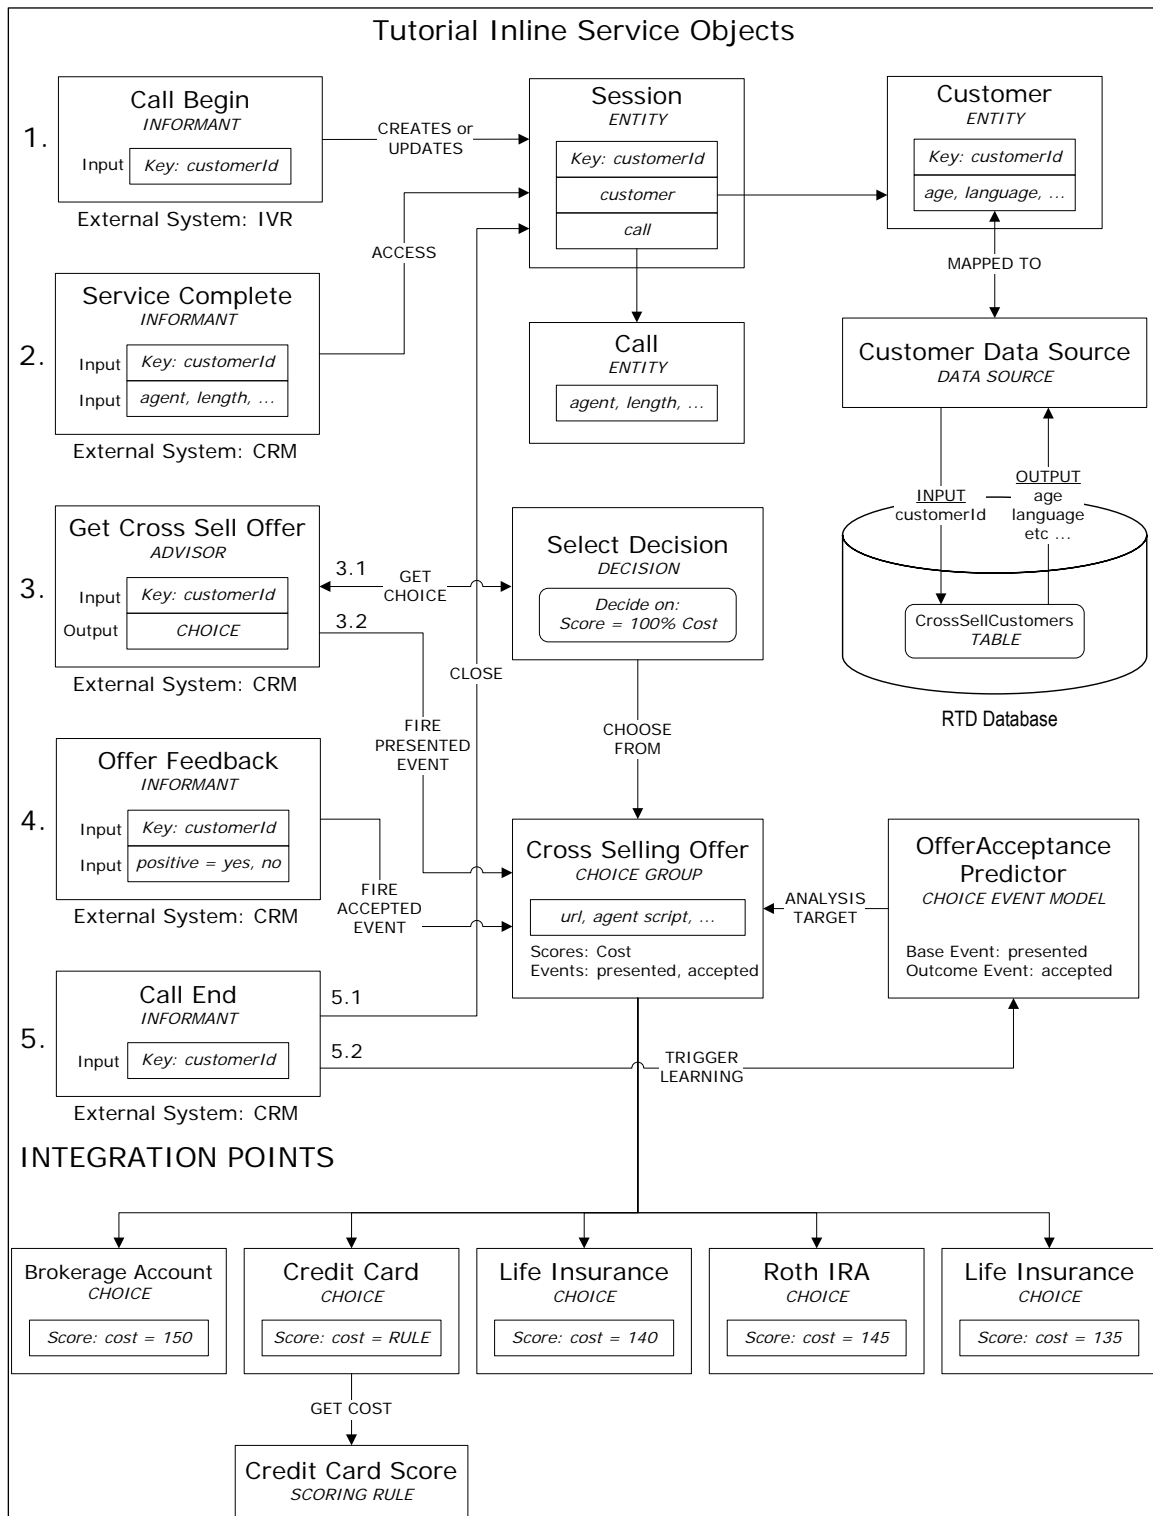 Tutorial Inline Service Objects
1.
Call Begin
INFORMANT
Input
Key: customerId
External System: IVR
CREATES or
UPDATES
Session
ENTITY
Key: customerId
customer
call
Customer
ENTITY
Key: customerId
age, language, ...
ACCESS
MAPPED TO
2.
Service Complete
INFORMANT
Input
Key: customerId
Input
agent, length, ...
External System: CRM
Call
ENTITY
agent, length, ...
Customer Data Source
DATA SOURCE
INPUT
customerId
OUTPUT
age
language
etc ...
CrossSellCustomers
TABLE
RTD Database
3.
Get Cross Sell Offer
ADVISOR
Input
Key: customerId
Output
CHOICE
External System: CRM
3.1
GET
CHOICE
3.2
Select Decision
DECISION
Decide on:
Score = 100% Cost
CLOSE
FIRE
PRESENTED
EVENT
CHOOSE
FROM
4.
Offer Feedback
INFORMANT
Input
Key: customerId
Input
positive = yes, no
External System: CRM
FIRE
ACCEPTED
EVENT
Cross Selling Offer
CHOICE GROUP
url, agent script, ...
Scores: Cost
Events: presented, accepted
ANALYSIS
TARGET
OfferAcceptance
Predictor
CHOICE EVENT MODEL
Base Event: presented
Outcome Event: accepted
5.
Call End
INFORMANT
Input
Key: customerId
External System: CRM
5.1
5.2
TRIGGER
LEARNING
INTEGRATION POINTS
Brokerage Account
CHOICE
Score: cost = 150
Credit Card
CHOICE
Score: cost = RULE
Life Insurance
CHOICE
Score: cost = 140
Roth IRA
CHOICE
Score: cost = 145
Life Insurance
CHOICE
Score: cost = 135
GET COST
Credit Card Score
SCORING RULE